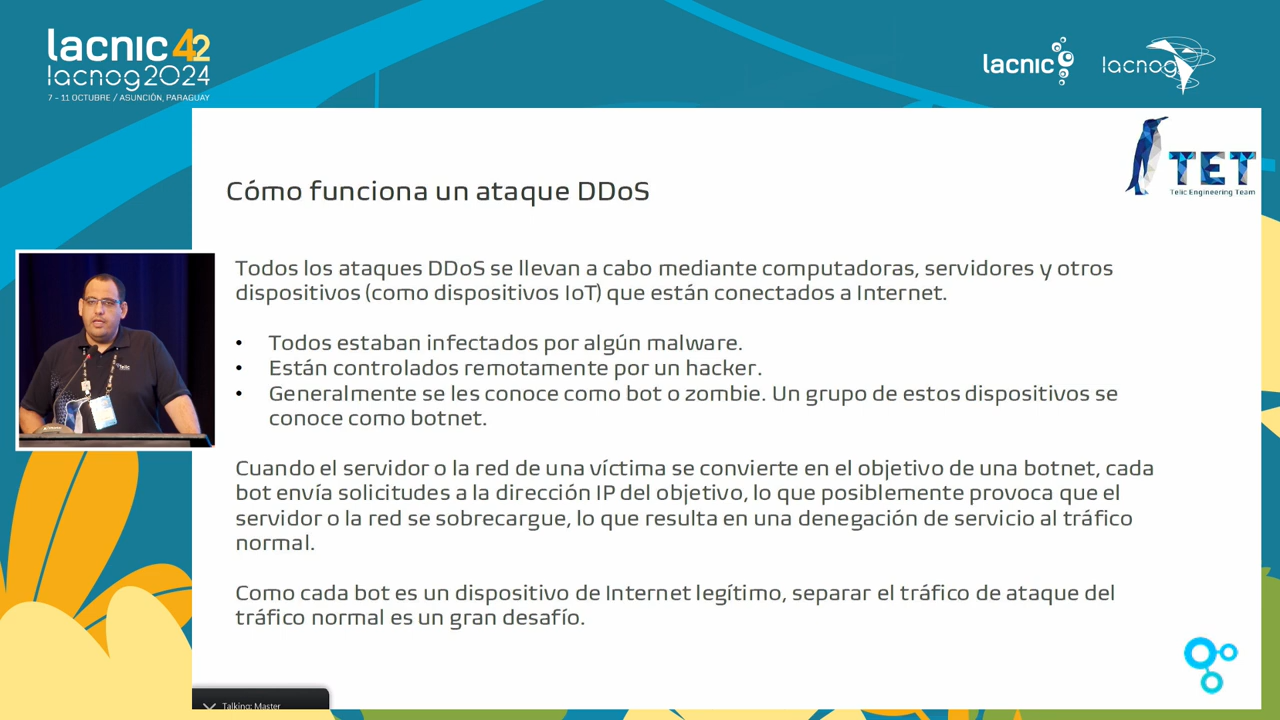 lacnic 42
lacnog2024
7 - 11 OCTUBRE / ASUNCIÓN, PARAGUAY
lacnic
lacnog
TET
Telic Engineering Team
Cómo funciona un ataque DDoS
Todos los ataques DDoS se llevan a cabo mediante computadoras, servidores y otros
dispositivos (como dispositivos IoT) que están conectados a Internet.
• Todos estaban infectados por algún malware.
• Están controlados remotamente por un hacker.
• Generalmente se les conoce como bot o zombie. Un grupo de estos dispositivos se
conoce como botnet.
Cuando el servidor o la red de una víctima se convierte en el objetivo de una botnet, cada
bot envía solicitudes a la dirección IP del objetivo, lo que posiblemente provoca que el
servidor o la red se sobrecargue, lo que resulta en una denegación de servicio al tráfico
normal.
Como cada bot es un dispositivo de Internet legítimo, separar el tráfico de ataque del
tráfico normal es un gran desafío.
Talking: Master